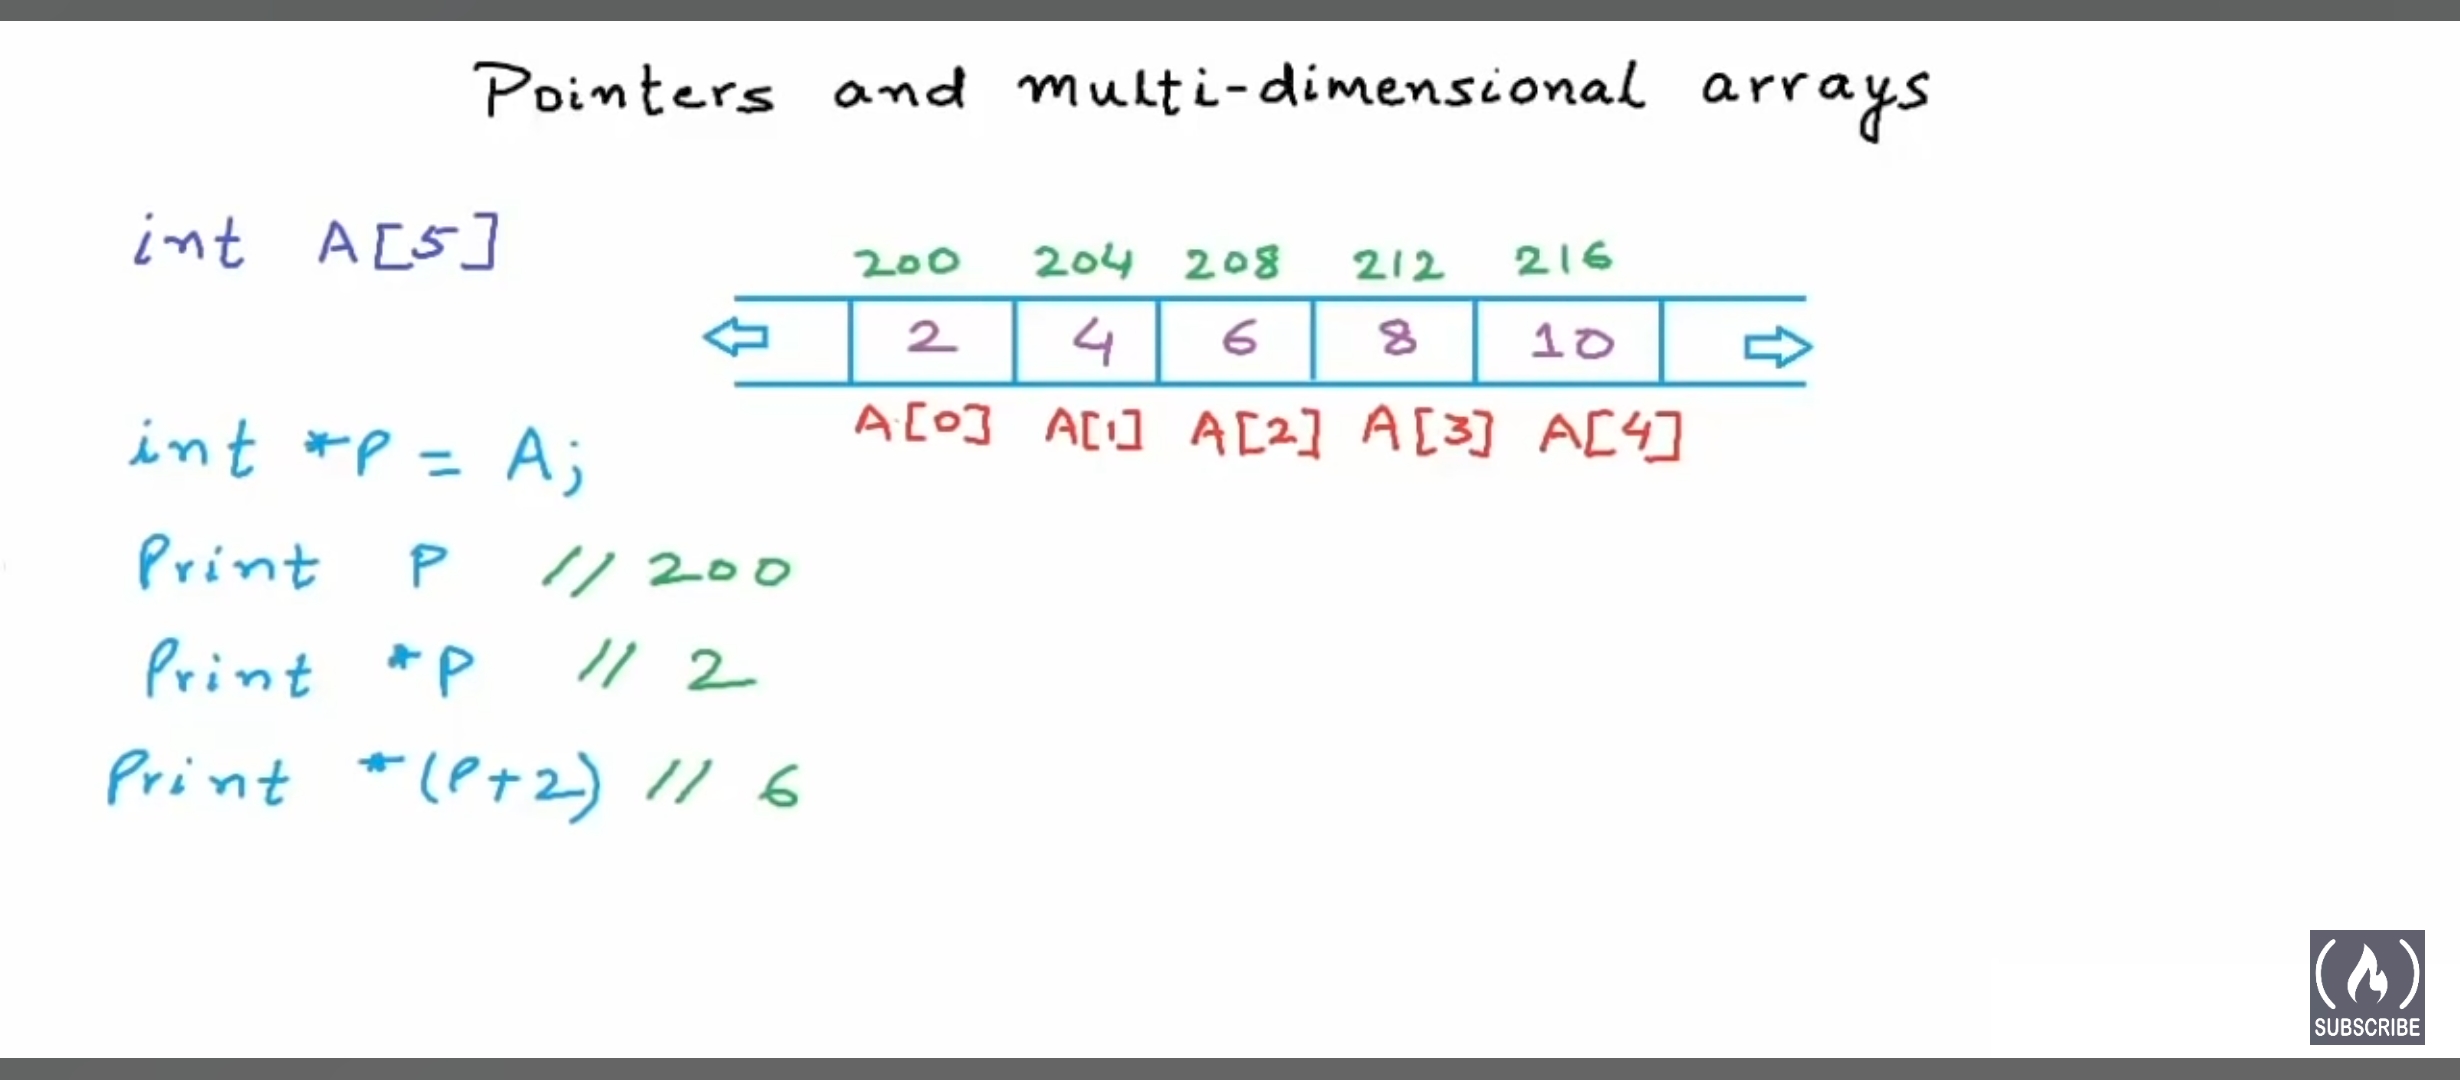 Pointers and multi-dimensional arrays
int A[5]
200 204 208 212 216
2 4 6 8 10
A[0] A[1] A[2] A[3] A[4]
int *P = A;
Print P // 200
Print *P // 2
Print *(P+2) // 6
SUBSCRIBE